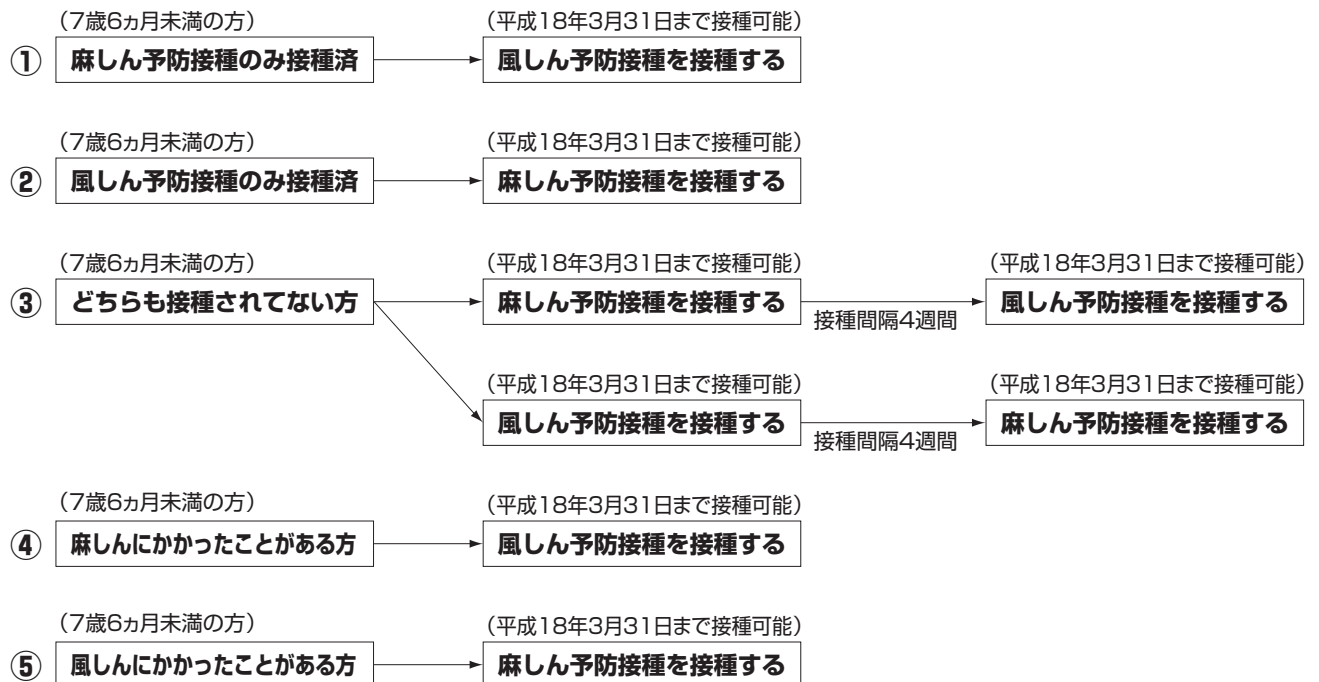 （7歳6ヵ月未満の方） （平成18年3月31日まで接種可能）
① 麻しん予防接種のみ接種済 風しん予防接種を接種する
（7歳6ヵ月未満の方） （平成18年3月31日まで接種可能）
② 風しん予防接種のみ接種済 麻しん予防接種を接種する
（7歳6ヵ月未満の方） （平成18年3月31日まで接種可能） （平成18年3月31日まで接種可能）
③ どちらも接種されてない方 麻しん予防接種を接種する 接種間隔4週間 風しん予防接種を接種する
（平成18年3月31日まで接種可能） （平成18年3月31日まで接種可能）
風しん予防接種を接種する 接種間隔4週間 麻しん予防接種を接種する
（7歳6ヵ月未満の方） （平成18年3月31日まで接種可能）
④ 麻しんにかかったことがある方 風しん予防接種を接種する
（7歳6ヵ月未満の方） （平成18年3月31日まで接種可能）
⑤ 風しんにかかったことがある方 麻しん予防接種を接種する